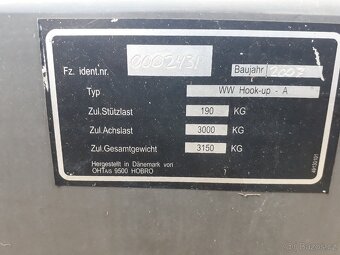 Fz. ident.nr. 0002431
Baujahr 2007
Typ WW Hook-up - A
Zul.Stützlast 190 KG
Zul.Achslast 3000 KG
Zul.Gesamtgewicht 3150 KG
Hergestellt in Dänemark von
9500 HOBRO